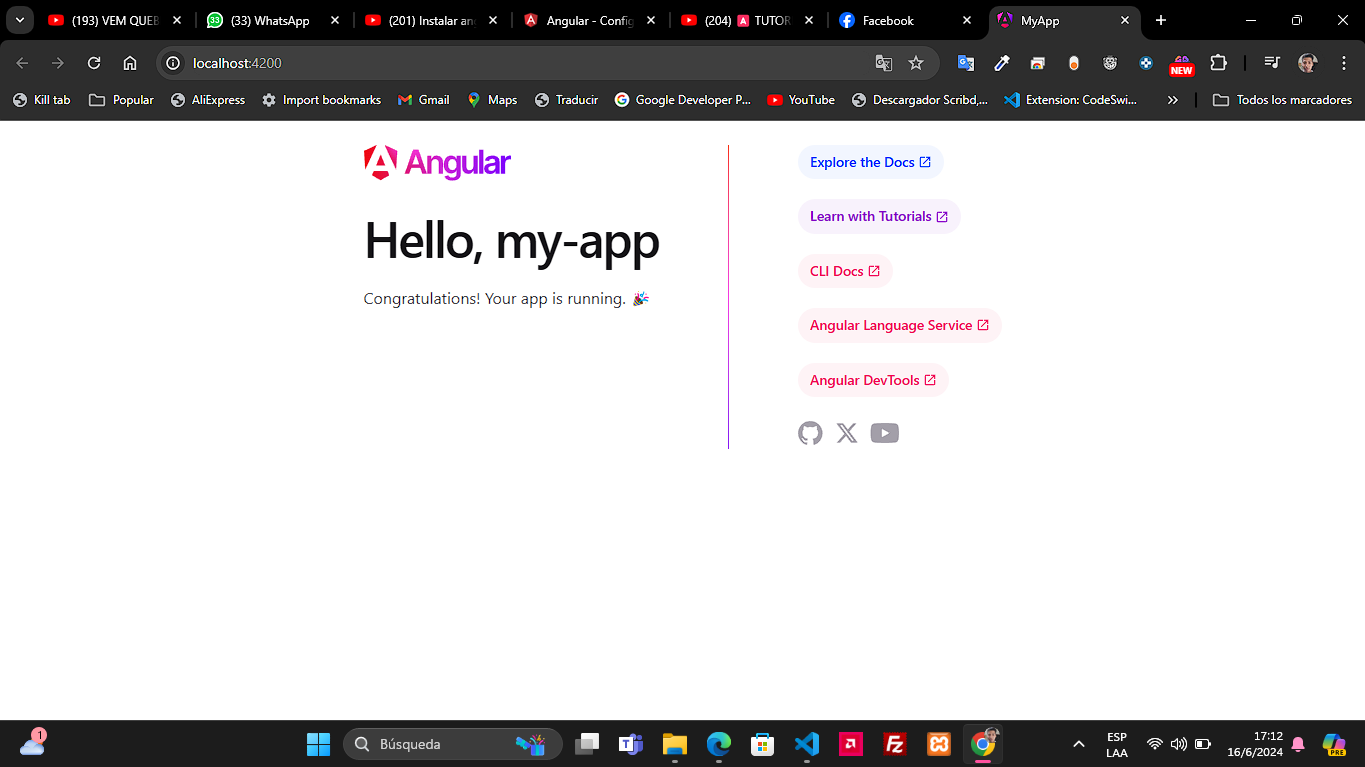 (193) VEM QUEB
(33) WhatsApp
(201) Instalar an
Angular - Config
(204) A TUTOR
Facebook
MyApp
localhost:4200
NEW
Kill tab
Popular
AliExpress
Import bookmarks
Gmail
Maps
Traducir
Google Developer P...
YouTube
Descargador Scribd,...
Extension: CodeSwi...
Todos los marcadores
Angular
Hello, my-app
Congratulations! Your app is running. 🎉
Explore the Docs
Learn with Tutorials
CLI Docs
Angular Language Service
Angular DevTools
1
Búsqueda
ESP
LAA
17:12
16/6/2024
PRE